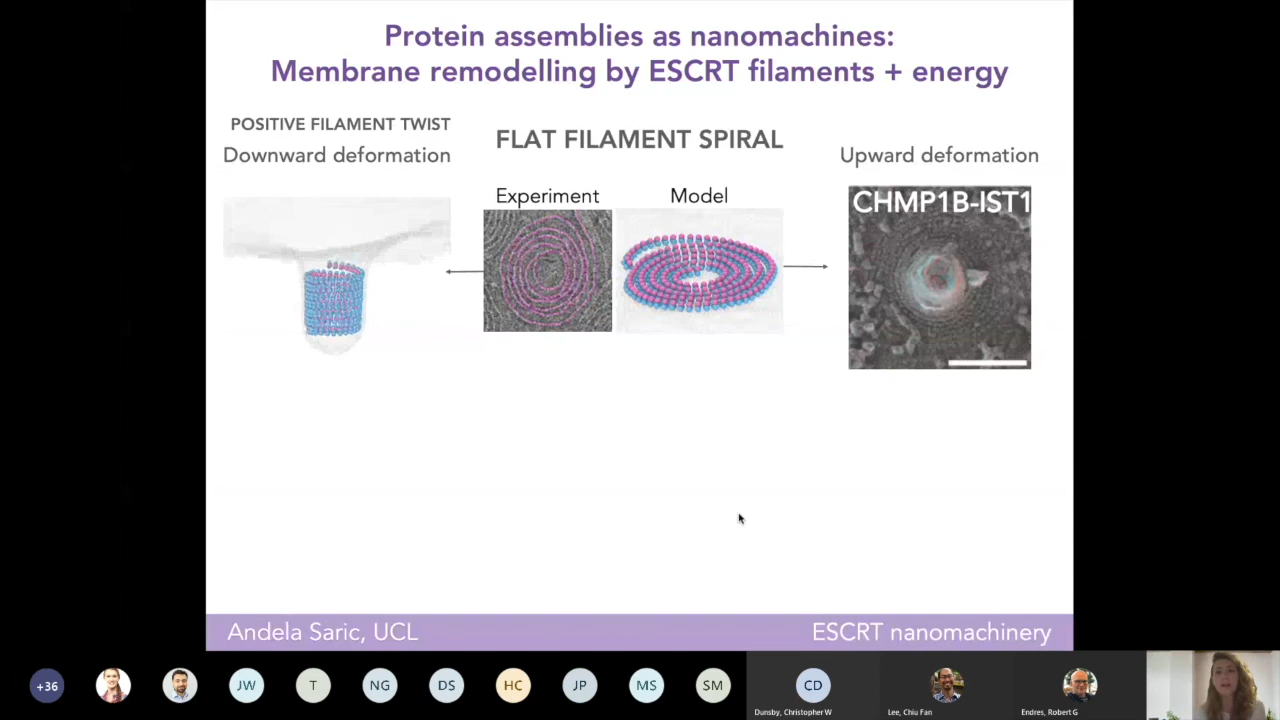 Protein assemblies as nanomachines:
Membrane remodelling by ESCRT filaments + energy
POSITIVE FILAMENT TWIST
Downward deformation
FLAT FILAMENT SPIRAL
Experiment
Model
Upward deformation
CHMP1B-IST1
Andela Saric, UCL
ESCRT nanomachinery
+36
JW
T
NG
DS
HC
JP
MS
SM
CD
Dunsby, Christopher W
Lee, Chiu Fan
Endres, Robert G